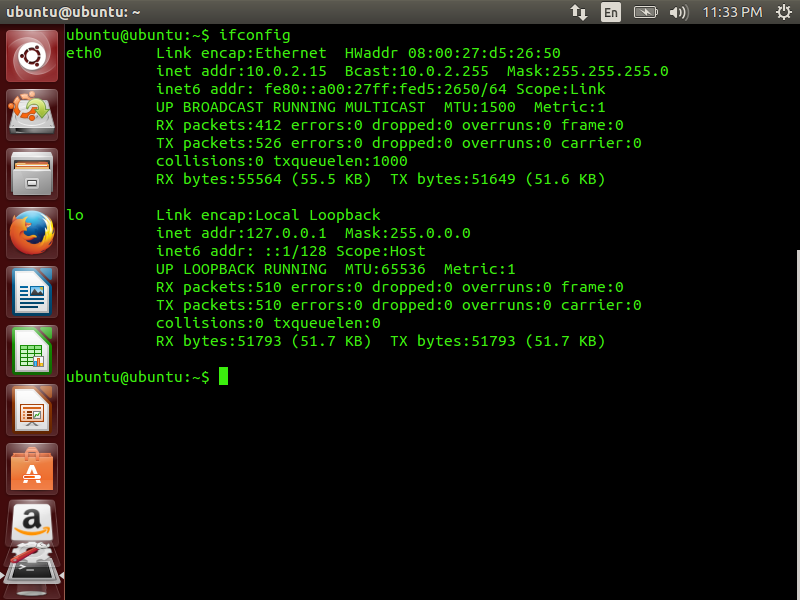 ubuntu@ubuntu: ~
En
11:33 PM
ubuntu@ubuntu:~$ ifconfig
eth0 Link encap:Ethernet HWaddr 08:00:27:d5:26:50
inet addr:10.0.2.15 Bcast:10.0.2.255 Mask:255.255.255.0
inet6 addr: fe80::a00:27ff:fed5:2650/64 Scope:Link
UP BROADCAST RUNNING MULTICAST MTU:1500 Metric:1
RX packets:412 errors:0 dropped:0 overruns:0 frame:0
TX packets:526 errors:0 dropped:0 overruns:0 carrier:0
collisions:0 txqueuelen:1000
RX bytes:55564 (55.5 KB) TX bytes:51649 (51.6 KB)
lo Link encap:Local Loopback
inet addr:127.0.0.1 Mask:255.0.0.0
inet6 addr: ::1/128 Scope:Host
UP LOOPBACK RUNNING MTU:65536 Metric:1
RX packets:510 errors:0 dropped:0 overruns:0 frame:0
TX packets:510 errors:0 dropped:0 overruns:0 carrier:0
collisions:0 txqueuelen:0
RX bytes:51793 (51.7 KB) TX bytes:51793 (51.7 KB)
ubuntu@ubuntu:~$